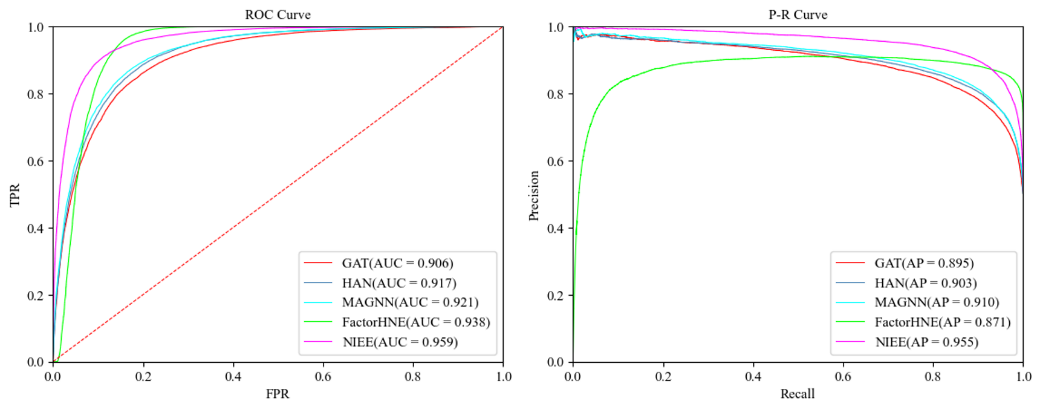 ROC Curve
1.0
0.8
0.6
0.4
0.2
0.0
TPR
0.0 0.2 0.4 0.6 0.8 1.0
FPR
GAT(AUC = 0.906)
HAN(AUC = 0.917)
MAGNN(AUC = 0.921)
FactorHNE(AUC = 0.938)
NIEE(AUC = 0.959)
P-R Curve
1.0
0.8
0.6
0.4
0.2
0.0
Precision
0.0 0.2 0.4 0.6 0.8 1.0
Recall
GAT(AP = 0.895)
HAN(AP = 0.903)
MAGNN(AP = 0.910)
FactorHNE(AP = 0.871)
NIEE(AP = 0.955)